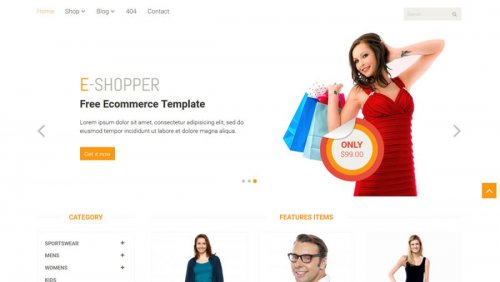 Home Shop Blog 404 Contact
Search
E-SHOPPER
Free Ecommerce Template
Lorem ipsum dolor sit amet, consectetur adipisicing elit, sed do
eiusmod tempor incididunt ut labore et dolore magna aliqua.
Get it now
ONLY
$99.00
CATEGORY
FEATURES ITEMS
SPORTSWEAR +
MENS +
WOMENS +
KIDS